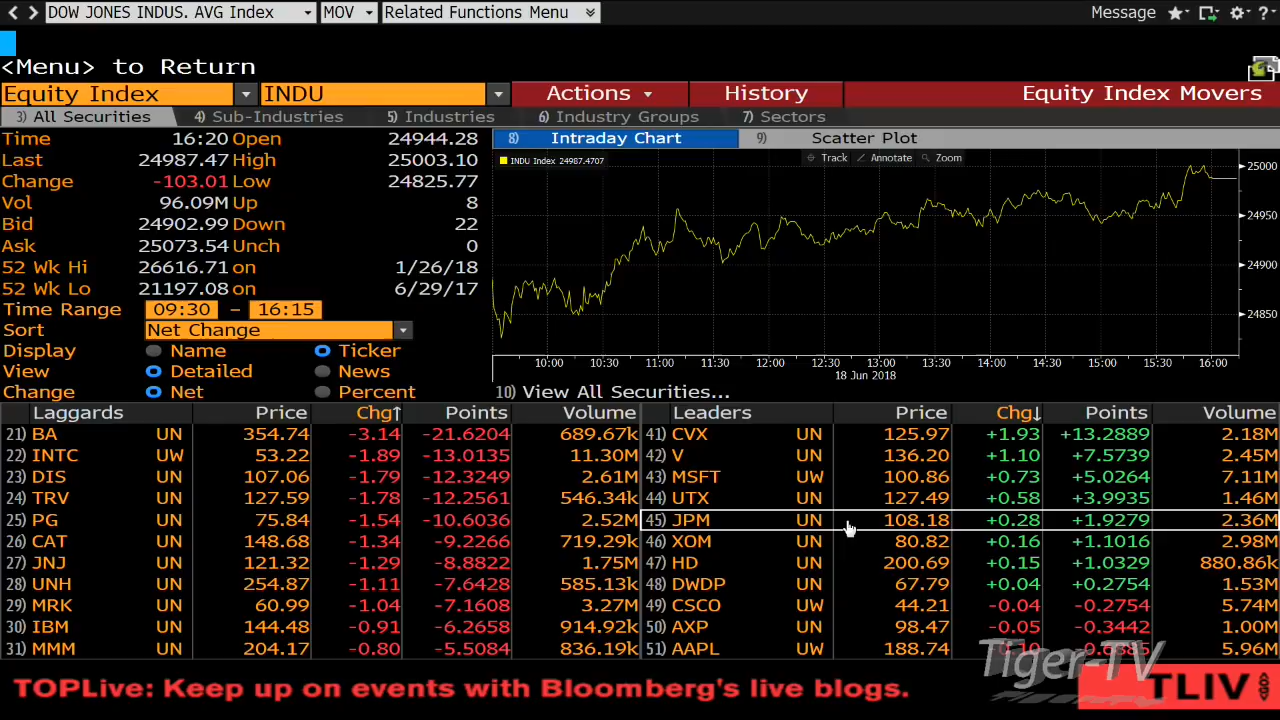 DOW JONES INDUS. AVG Index MOV Related Functions Menu Message ?
<Menu> to Return
Equity Index INDU Actions History Equity Index Movers
3) All Securities 4) Sub-Industries 5) Industries 6) Industry Groups 7) Sectors
Time 16:20 Open 24944.28
Last 24987.47 High 25003.10
Change -103.01 Low 24825.77
Vol 96.09M Up 8
Bid 24902.99 Down 22
Ask 25073.54 Unch 0
52 Wk Hi 26616.71 on 1/26/18
52 Wk Lo 21197.08 on 6/29/17
Time Range 09:30 - 16:15
Sort Net Change
Display Name Ticker
View Detailed News
Change Net Percent
8) Intraday Chart 9) Scatter Plot
INDU Index 24987.4707 Track Annotate Zoom
25000
24950
24900
24850
10:00 10:30 11:00 11:30 12:00 12:30 13:00 13:30 14:00 14:30 15:00 15:30 16:00
18 Jun 2018
10) View All Securities...
Laggards Price Chg↑ Points Volume Leaders Price Chg↓ Points Volume
21) BA UN 354.74 -3.14 -21.6204 689.67k 41) CVX UN 125.97 +1.93 +13.2889 2.18M
22) INTC UW 53.22 -1.89 -13.0135 11.30M 42) V UN 136.20 +1.10 +7.5739 2.45M
23) DIS UN 107.06 -1.79 -12.3249 2.61M 43) MSFT UW 100.86 +0.73 +5.0264 7.11M
24) TRV UN 127.59 -1.78 -12.2561 546.34k 44) UTX UN 127.49 +0.58 +3.9935 1.46M
25) PG UN 75.84 -1.54 -10.6036 2.52M 45) JPM UN 108.18 +0.28 +1.9279 2.36M
26) CAT UN 148.68 -1.34 -9.2266 719.29k 46) XOM UN 80.82 +0.16 +1.1016 2.98M
27) JNJ UN 121.32 -1.29 -8.8822 1.75M 47) HD UN 200.69 +0.15 +1.0329 880.86k
28) UNH UN 254.87 -1.11 -7.6428 585.13k 48) DWDP UN 67.79 +0.04 +0.2754 1.53M
29) MRK UN 60.99 -1.04 -7.1608 3.27M 49) CSCO UW 44.21 -0.04 -0.2754 5.74M
30) IBM UN 144.48 -0.91 -6.2658 914.92k 50) AXP UN 98.47 -0.05 -0.3442 1.00M
31) MMM UN 204.17 -0.80 -5.5084 836.19k 51) AAPL UW 188.74 -0.10 5.96M
Tiger-TV
TOPLive: Keep up on events with Bloomberg's live blogs. TLIV